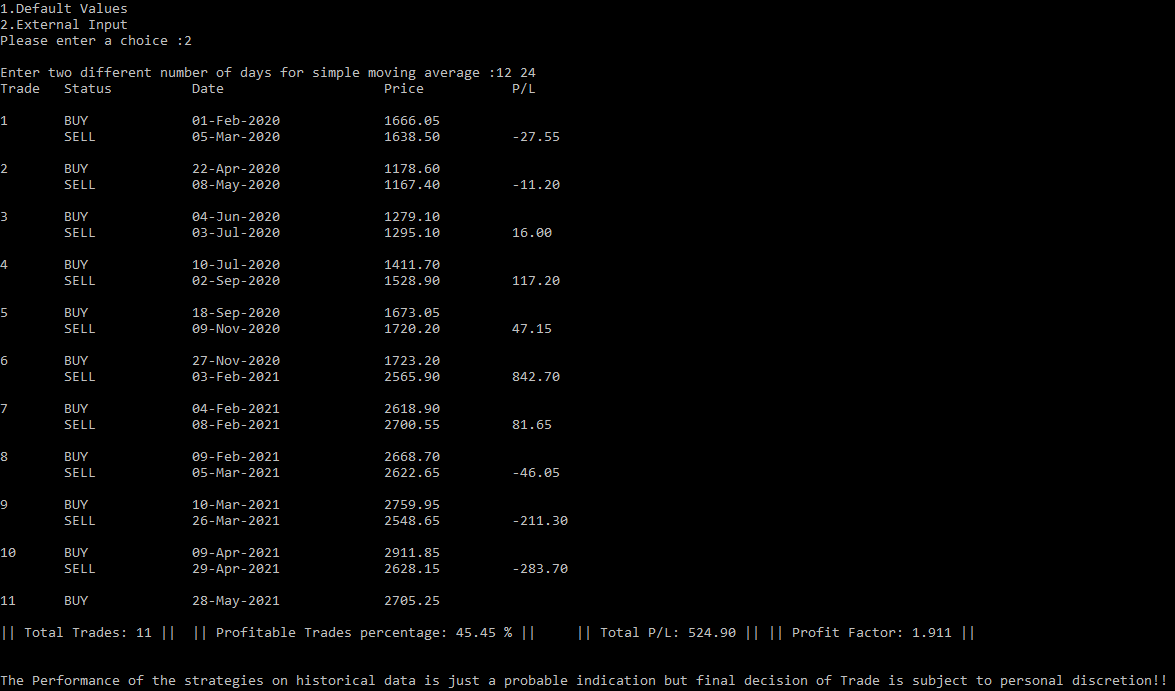 1.Default Values
2.External Input
Please enter a choice :2
Enter two different number of days for simple moving average :12 24
Trade Status Date Price P/L
1 BUY 01-Feb-2020 1666.05
SELL 05-Mar-2020 1638.50 -27.55
2 BUY 22-Apr-2020 1178.60
SELL 08-May-2020 1167.40 -11.20
3 BUY 04-Jun-2020 1279.10
SELL 03-Jul-2020 1295.10 16.00
4 BUY 10-Jul-2020 1411.70
SELL 02-Sep-2020 1528.90 117.20
5 BUY 18-Sep-2020 1673.05
SELL 09-Nov-2020 1720.20 47.15
6 BUY 27-Nov-2020 1723.20
SELL 03-Feb-2021 2565.90 842.70
7 BUY 04-Feb-2021 2618.90
SELL 08-Feb-2021 2700.55 81.65
8 BUY 09-Feb-2021 2668.70
SELL 05-Mar-2021 2622.65 -46.05
9 BUY 10-Mar-2021 2759.95
SELL 26-Mar-2021 2548.65 -211.30
10 BUY 09-Apr-2021 2911.85
SELL 29-Apr-2021 2628.15 -283.70
11 BUY 28-May-2021 2705.25
|| Total Trades: 11 || || Profitable Trades percentage: 45.45 % || || Total P/L: 524.90 || || Profit Factor: 1.911 ||
The Performance of the strategies on historical data is just a probable indication but final decision of Trade is subject to personal discretion!!